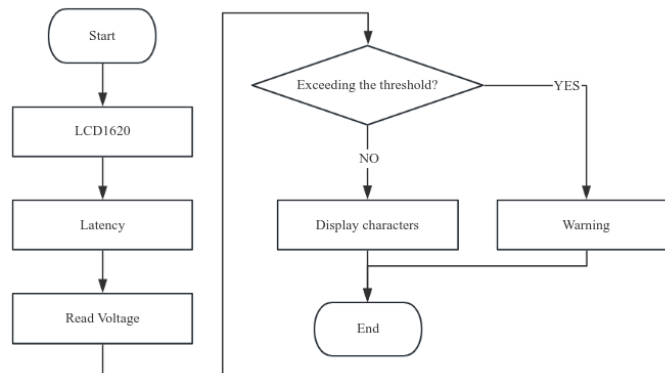 Start
LCD1620
Latency
Read Voltage
Exceeding the threshold?
YES
NO
Display characters
Warning
End